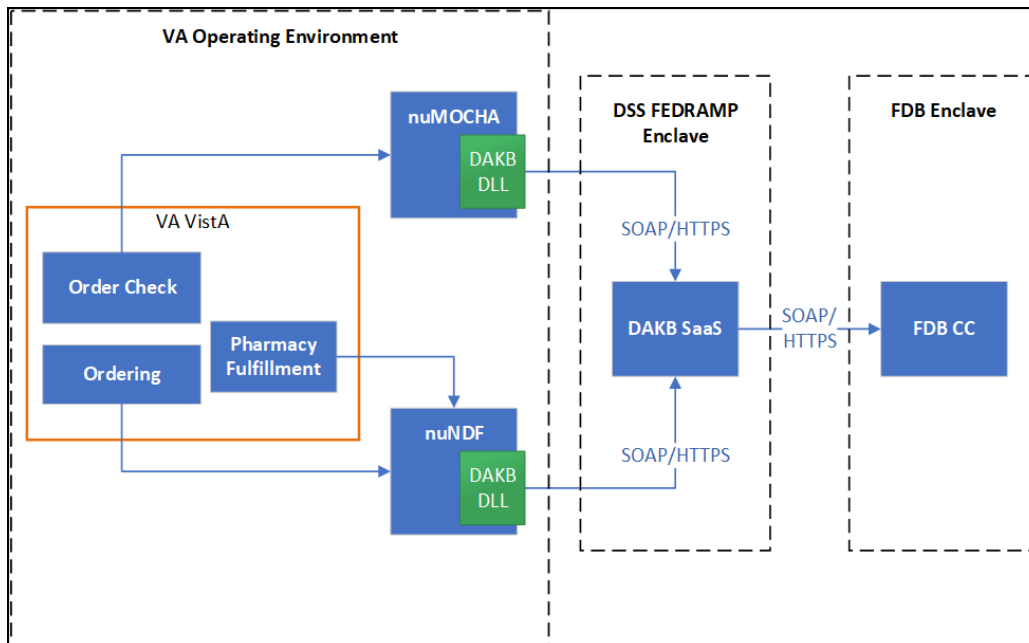 VA Operating Environment
nuMOCHA
DAKB
DLL
VA VistA
Order Check
Pharmacy
Fulfillment
Ordering
nuNDF
DAKB
DLL
DSS FEDRAMP
Enclave
SOAP/HTTPS
DAKB SaaS
SOAP/HTTPS
SOAP/
HTTPS
FDB Enclave
FDB CC